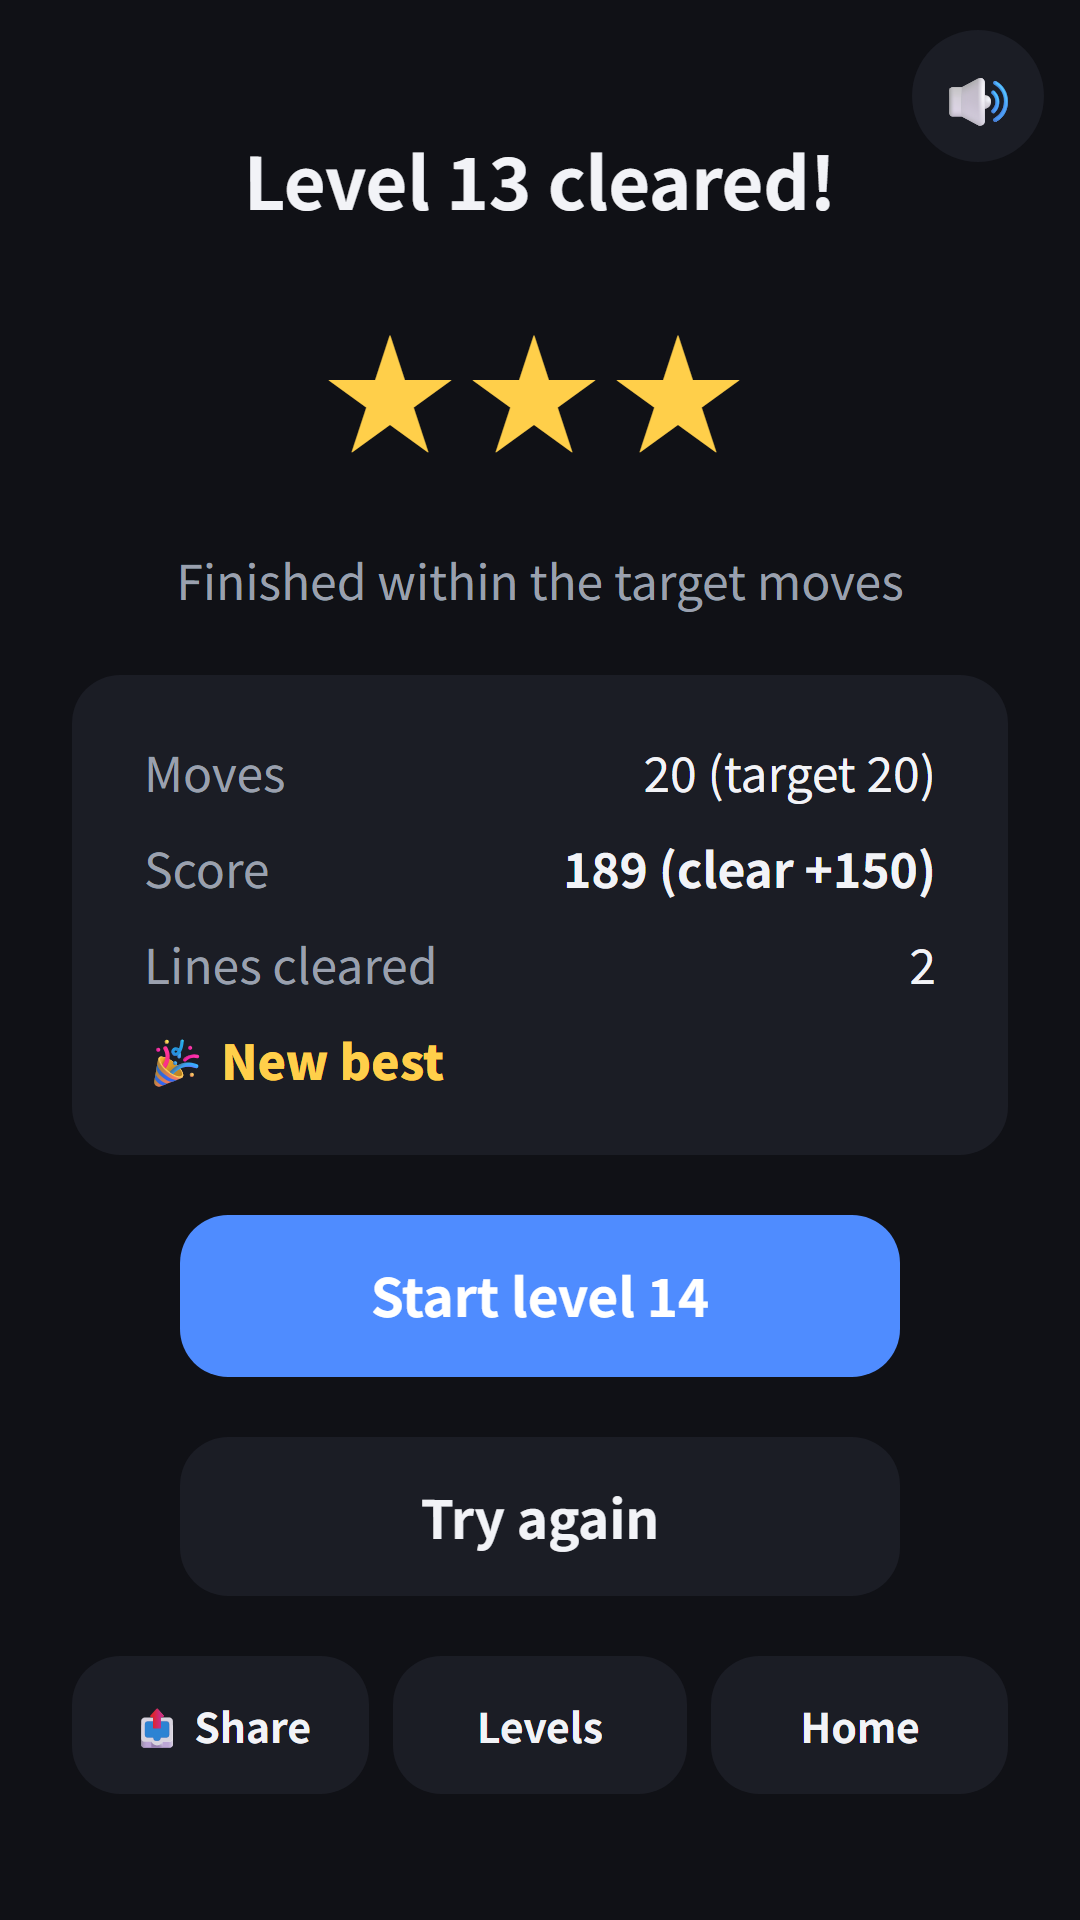 Level 13 cleared!
Finished within the target moves
Moves 20 (target 20)
Score 189 (clear +150)
Lines cleared 2
New best
Start level 14
Try again
Share
Levels
Home